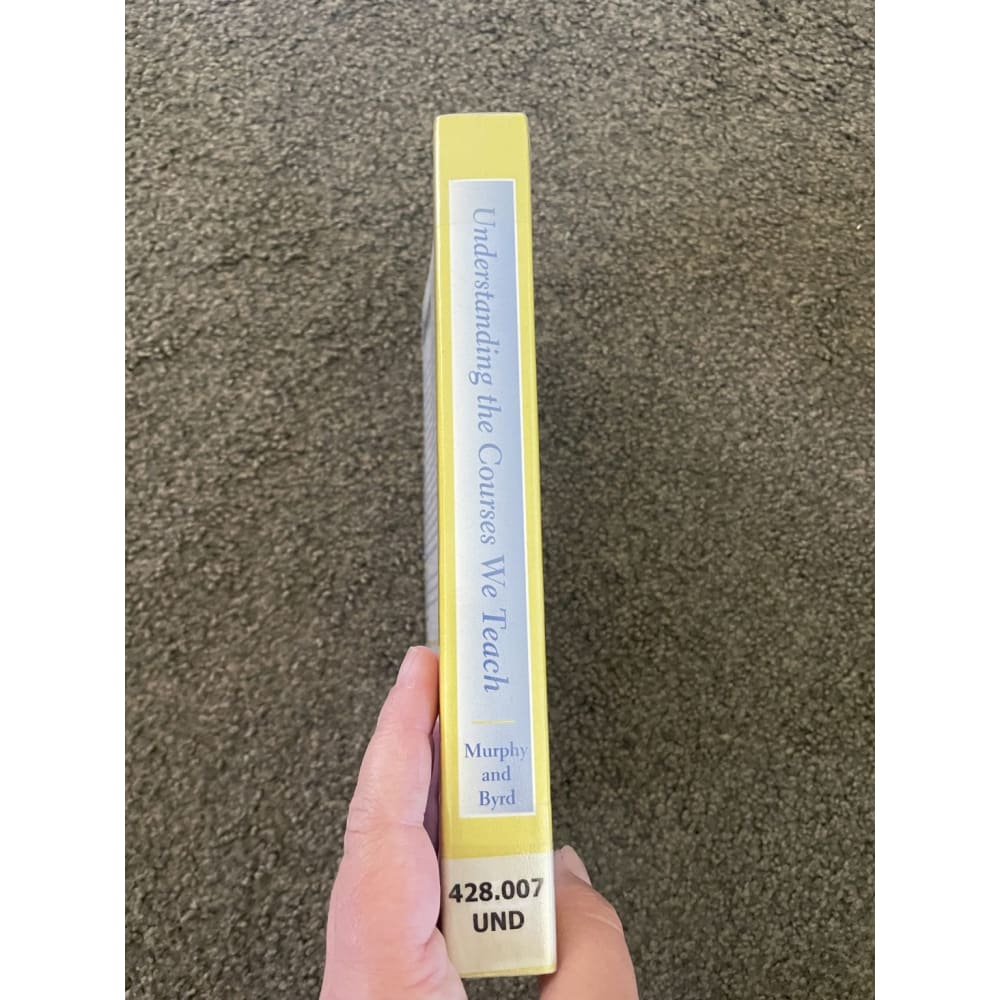 Understanding the Courses We Teach
Murphy
and
Byrd
428.007
UND